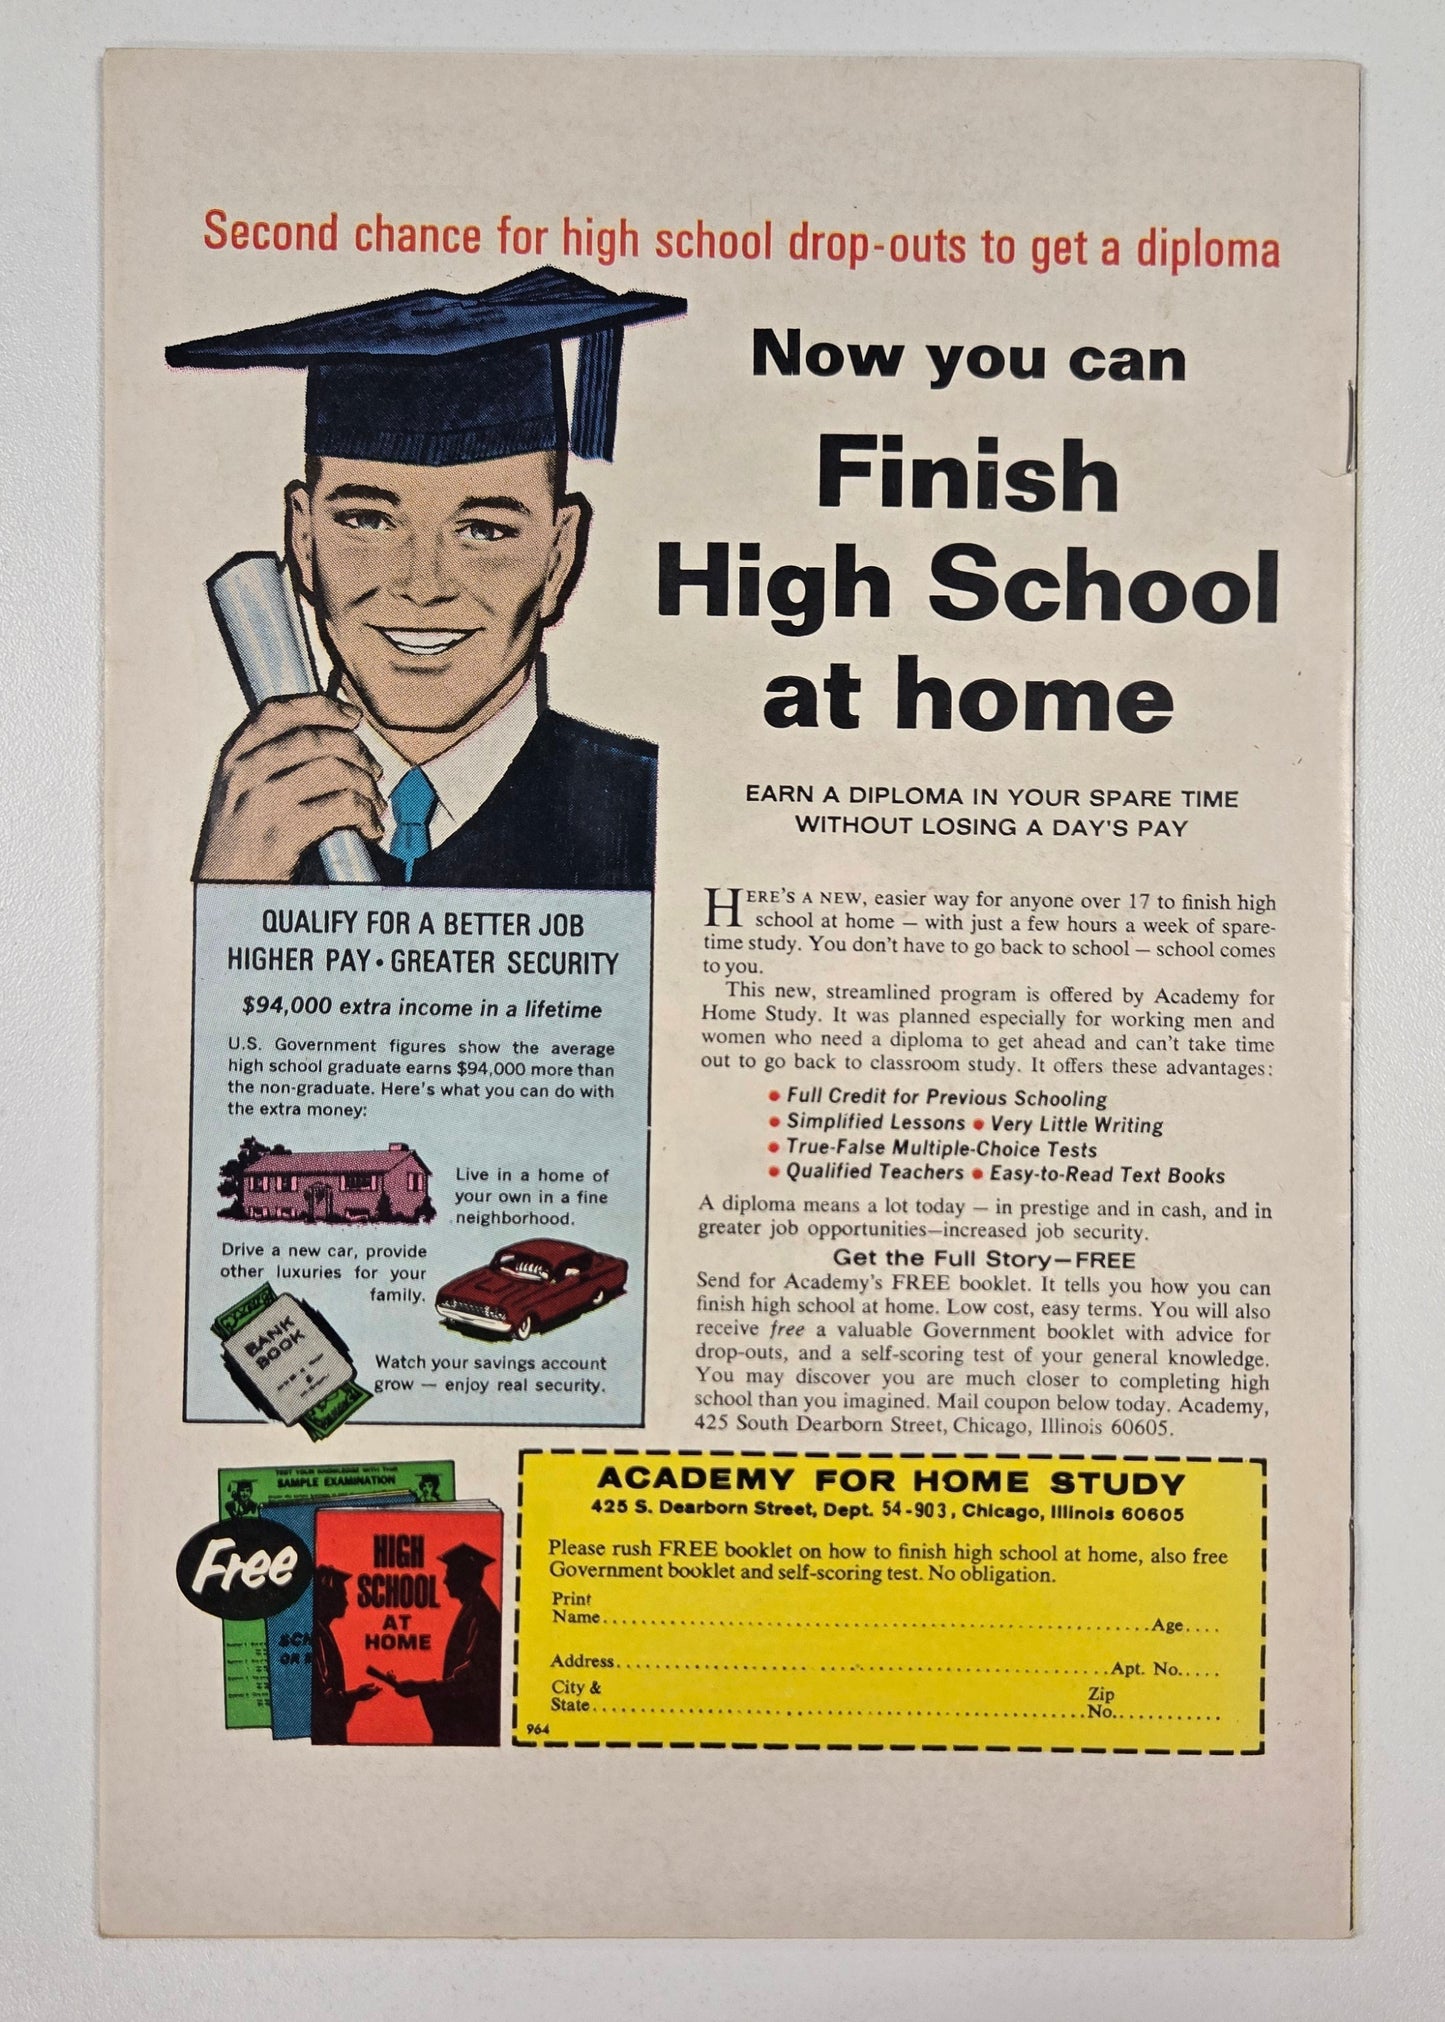 Second chance for high school drop-outs to get a diploma
Now you can
Finish
High School
at home
EARN A DIPLOMA IN YOUR SPARE TIME
WITHOUT LOSING A DAY'S PAY
HERE'S A NEW, easier way for anyone over 17 to finish high
school at home — with just a few hours a week of spare-
time study. You don't have to go back to school — school comes
to you.
This new, streamlined program is offered by Academy for
Home Study. It was planned especially for working men and
women who need a diploma to get ahead and can't take time
out to go back to classroom study. It offers these advantages:
• Full Credit for Previous Schooling
• Simplified Lessons • Very Little Writing
• True-False Multiple-Choice Tests
• Qualified Teachers • Easy-to-Read Text Books
A diploma means a lot today — in prestige and in cash, and in
greater job opportunities—increased job security.
Get the Full Story—FREE
Send for Academy's FREE booklet. It tells you how you can
finish high school at home. Low cost, easy terms. You will also
receive free a valuable Government booklet with advice for
drop-outs, and a self-scoring test of your general knowledge.
You may discover you are much closer to completing high
school than you imagined. Mail coupon below today. Academy,
425 South Dearborn Street, Chicago, Illinois 60605.
QUALIFY FOR A BETTER JOB
HIGHER PAY • GREATER SECURITY
$94,000 extra income in a lifetime
U.S. Government figures show the average
high school graduate earns $94,000 more than
the non-graduate. Here's what you can do with
the extra money:
Live in a home of
your own in a fine
neighborhood.
Drive a new car, provide
other luxuries for your
family.
BANK
BOOK
Watch your savings account
grow — enjoy real security.
TEST YOUR KNOWLEDGE WITH THIS
SAMPLE EXAMINATION
Free
HIGH
SCHOOL
AT
HOME
ACADEMY FOR HOME STUDY
425 S. Dearborn Street, Dept. 54-903, Chicago, Illinois 60605
Please rush FREE booklet on how to finish high school at home, also free
Government booklet and self-scoring test. No obligation.
Print
Name Age
Address Apt. No.
City & Zip
State No.
964